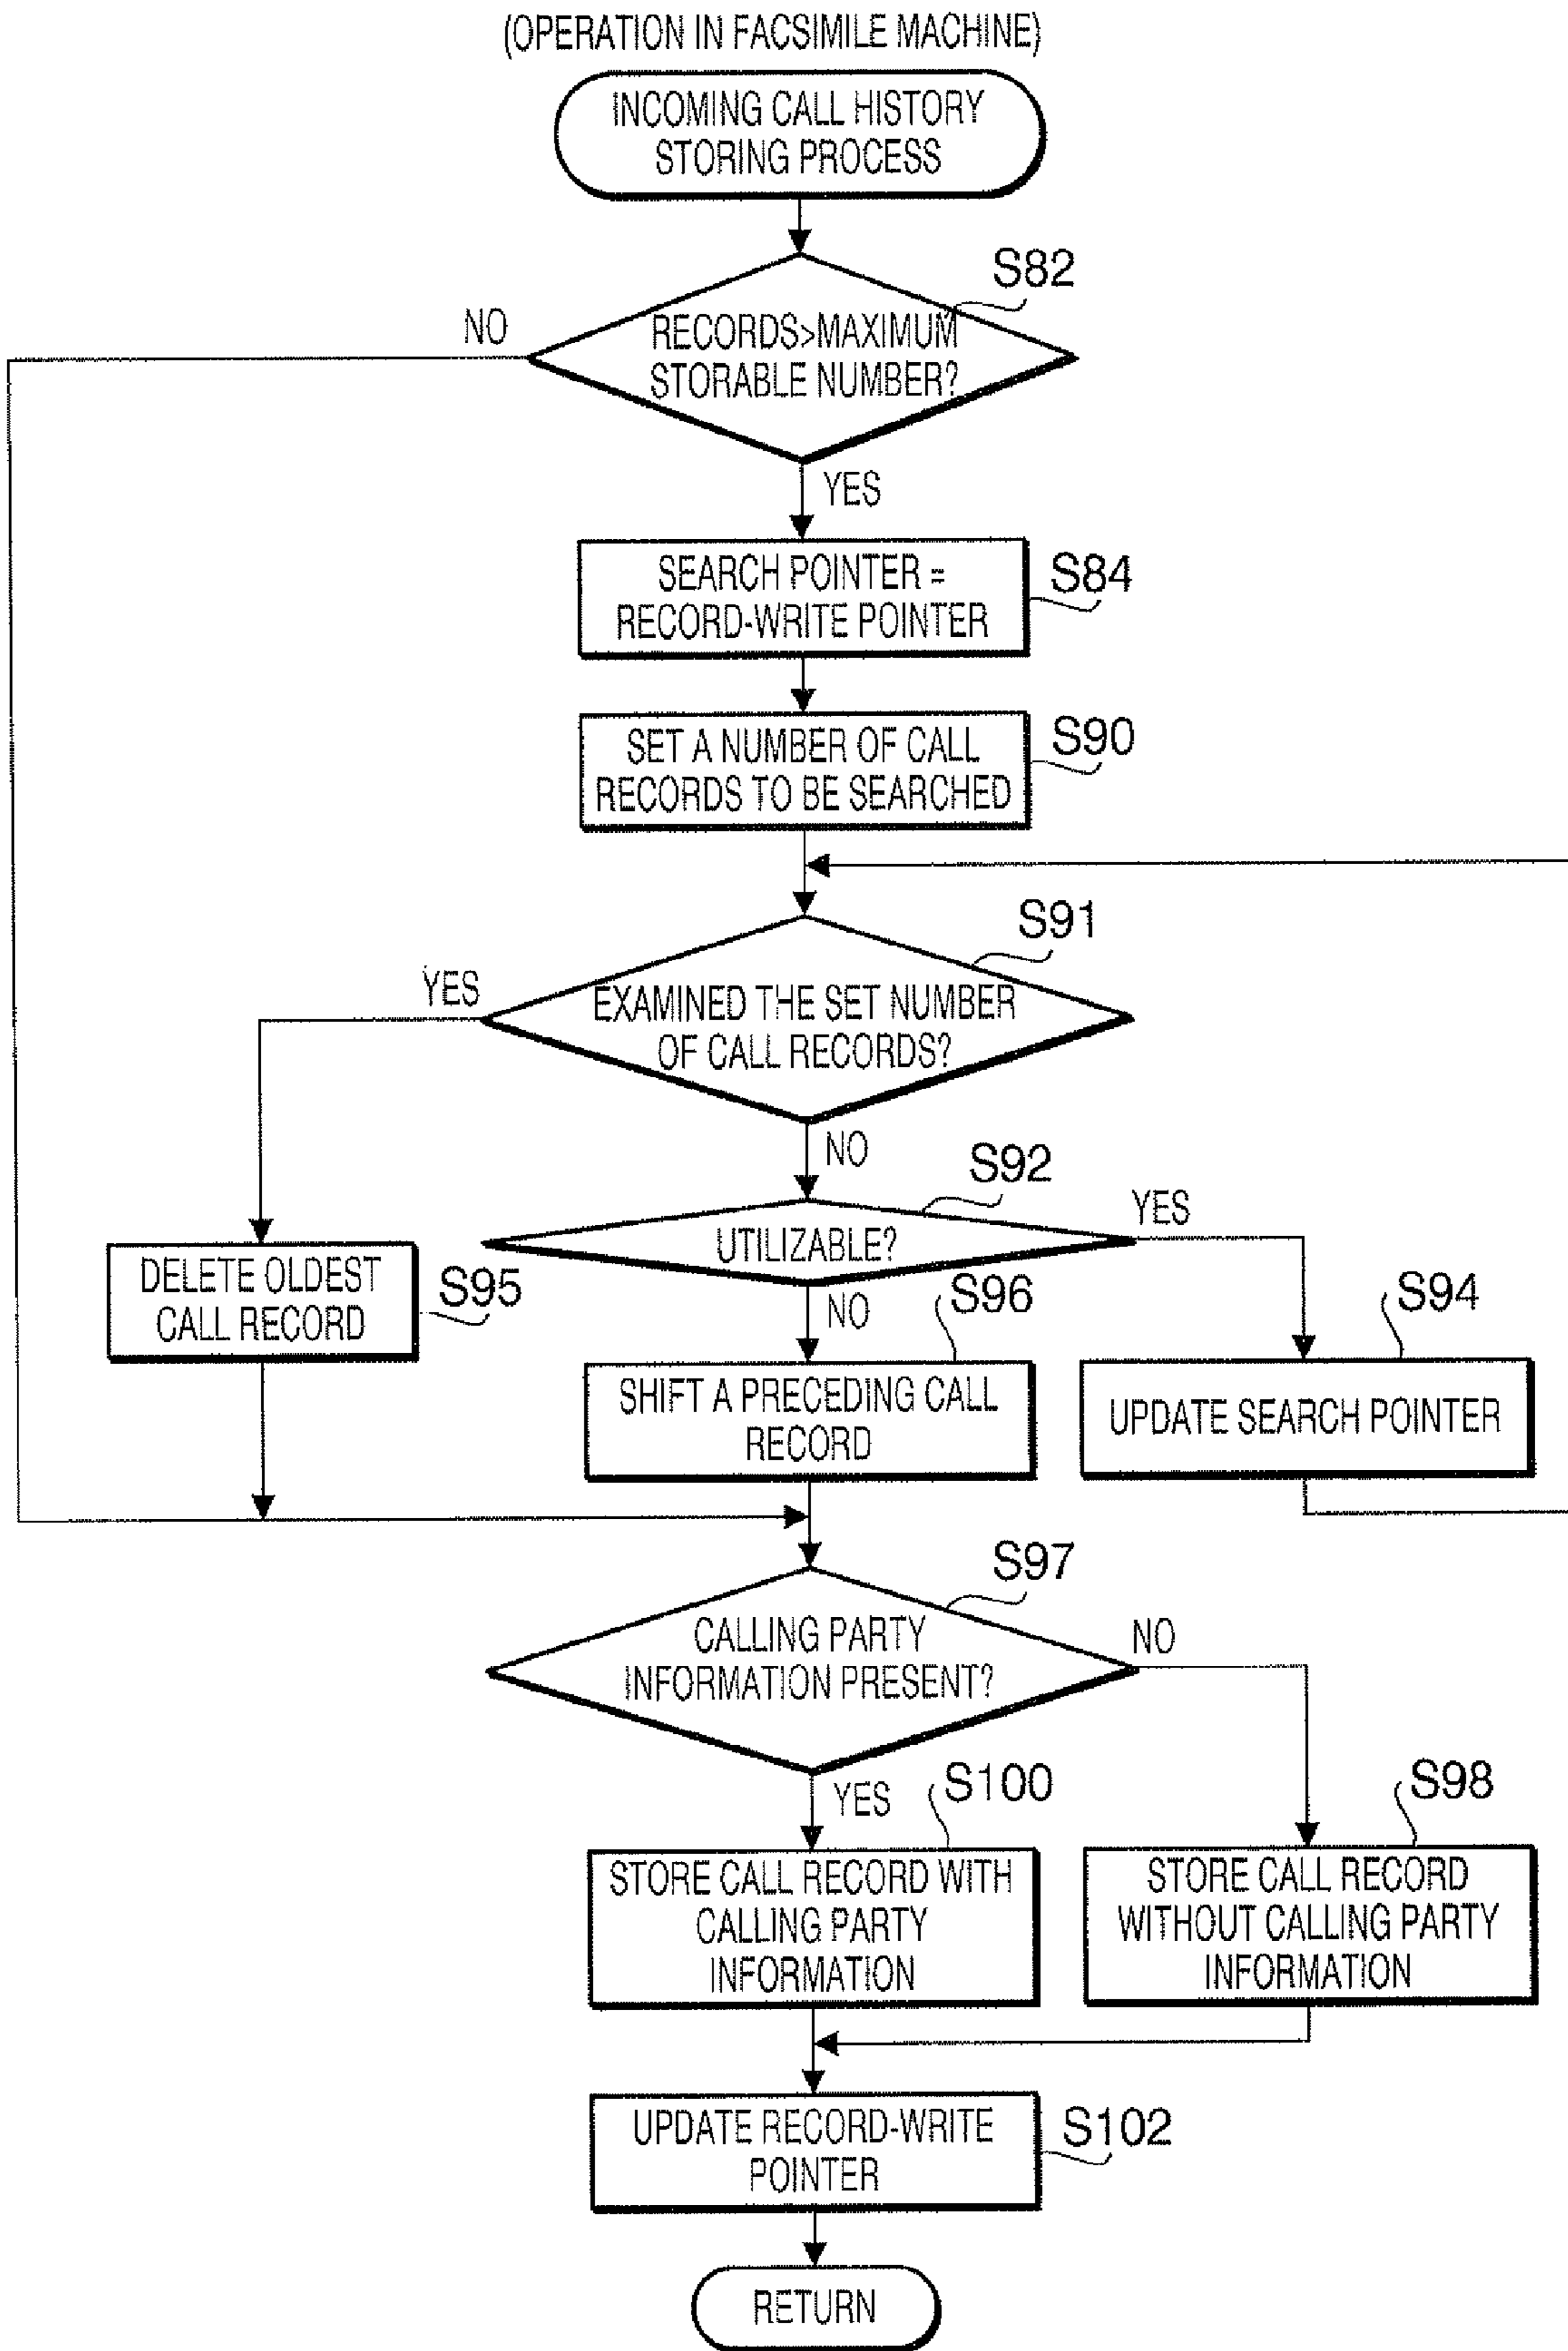 (OPERATION IN FACSIMILE MACHINE)
INCOMING CALL HISTORY
STORING PROCESS
S82
NO
RECORDS>MAXIMUM
STORABLE NUMBER?
YES
SEARCH POINTER =
RECORD-WRITE POINTER
S84
SET A NUMBER OF CALL
RECORDS TO BE SEARCHED
S90
S91
YES
EXAMINED THE SET NUMBER
OF CALL RECORDS?
NO
S92
YES
UTILIZABLE?
DELETE OLDEST
CALL RECORD
S95
NO
S96
S94
SHIFT A PRECEDING CALL
RECORD
UPDATE SEARCH POINTER
S97
CALLING PARTY
INFORMATION PRESENT?
NO
YES
S100
S98
STORE CALL RECORD WITH
CALLING PARTY
INFORMATION
STORE CALL RECORD
WITHOUT CALLING PARTY
INFORMATION
UPDATE RECORD-WRITE
POINTER
S102
RETURN